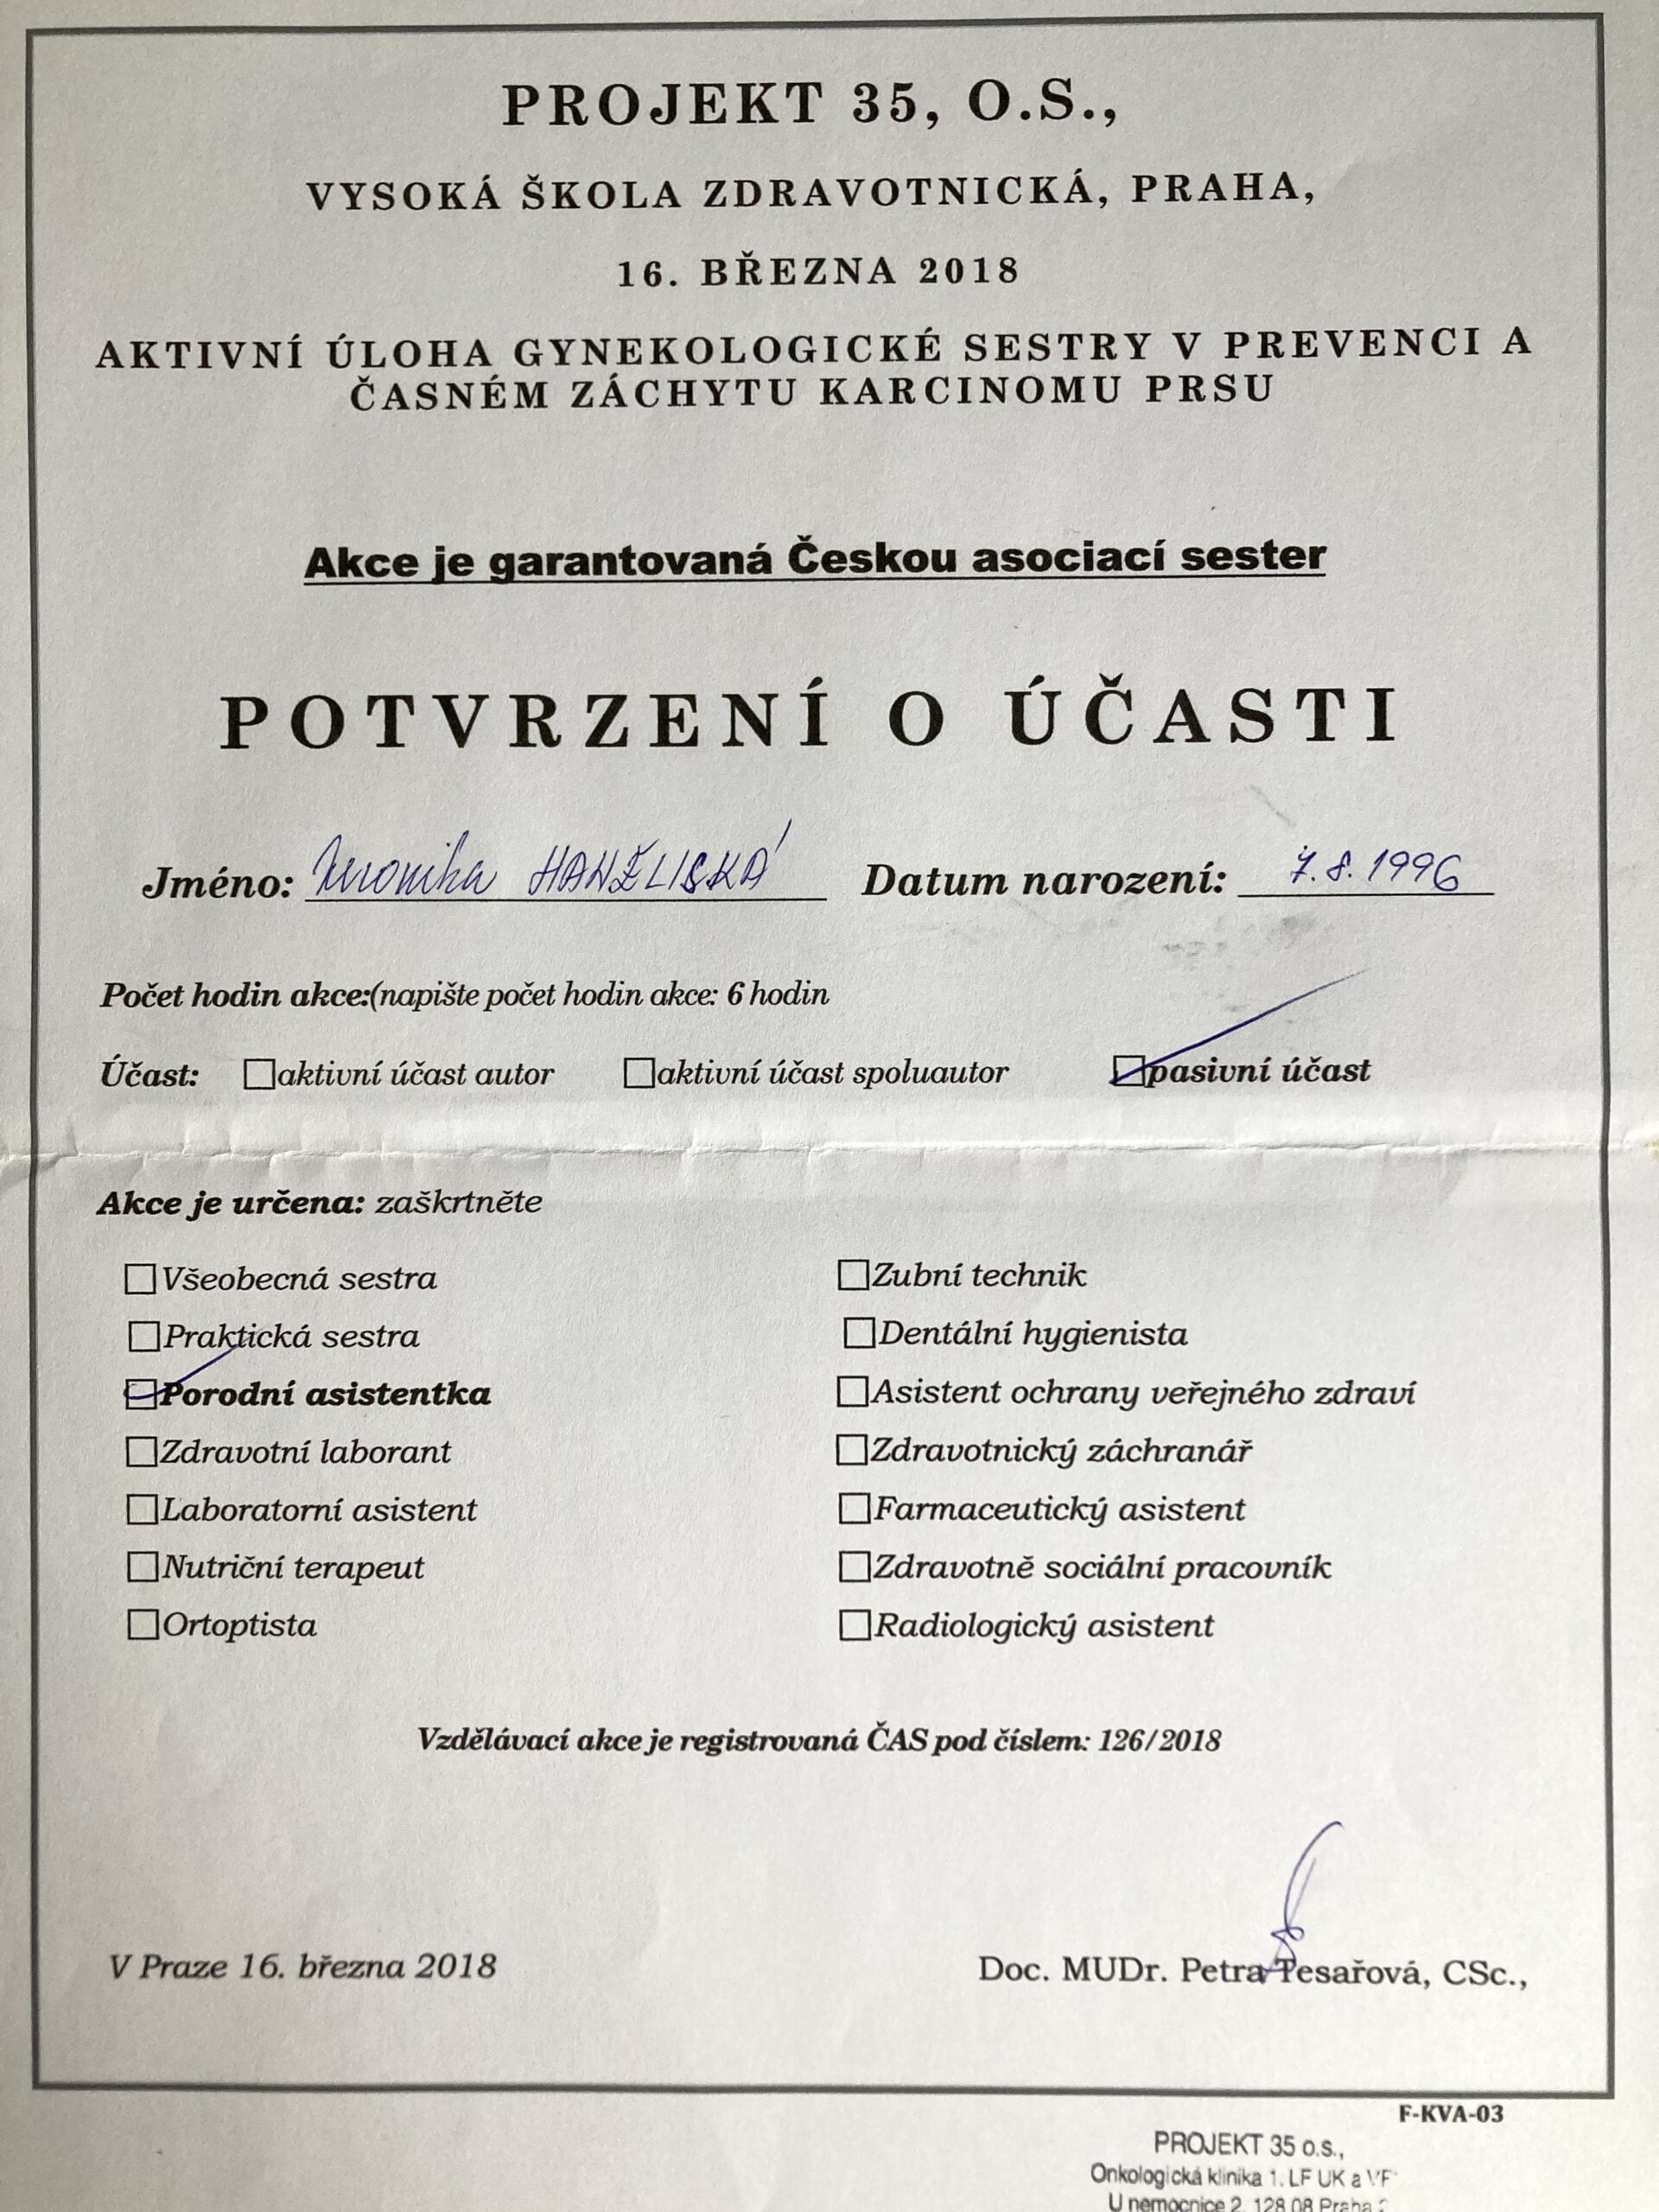 PROJEKT 35, O.S.,
VYSOKÁ ŠKOLA ZDRAVOTNICKÁ, PRAHA,
16. BŘEZNA 2018
AKTIVNÍ ÚLOHA GYNEKOLOGICKÉ SESTRY V PREVENCI A
ČASNÉM ZÁCHYTU KARCINOMU PRSU
Akce je garantovaná Českou asociací sester
POTVRZENÍ O ÚČASTI
Jméno: Veronika HANŽLISKÁ Datum narození: 7.8.1996
Počet hodin akce:(napište počet hodin akce: 6 hodin
Účast: aktivní účast autor aktivní účast spoluautor pasivní účast
Akce je určena: zaškrtněte
Všeobecná sestra Zubní technik
Praktická sestra Dentální hygienista
Porodní asistentka Asistent ochrany veřejného zdraví
Zdravotní laborant Zdravotnický záchranář
Laboratorní asistent Farmaceutický asistent
Nutriční terapeut Zdravotně sociální pracovník
Ortoptista Radiologický asistent
Vzdělávací akce je registrovaná ČAS pod číslem: 126/2018
V Praze 16. března 2018 Doc. MUDr. Petra Tesařová, CSc.,
F-KVA-03
PROJEKT 35 o.s.,
Onkologická klinika 1. LF UK a
U nemocnice 2, 128 08 Praha